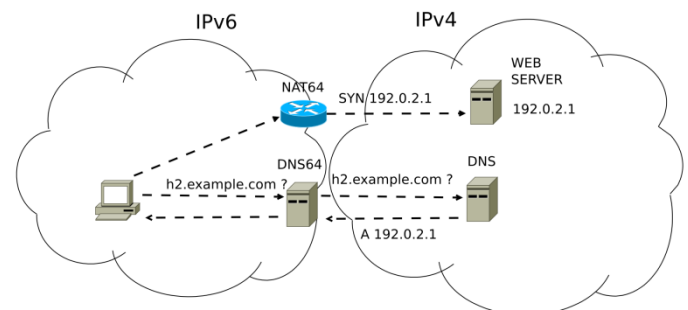 IPv6
IPv4
NAT64
SYN 192.0.2.1
WEB
SERVER
192.0.2.1
DNS64
DNS
h2.example.com ?
h2.example.com ?
A 192.0.2.1